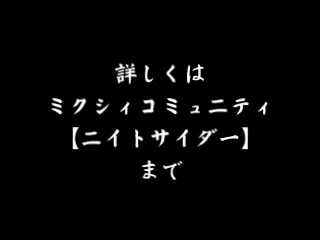 詳しくは
ミクシィコミュニティ
【ニイトサイダー】
まで